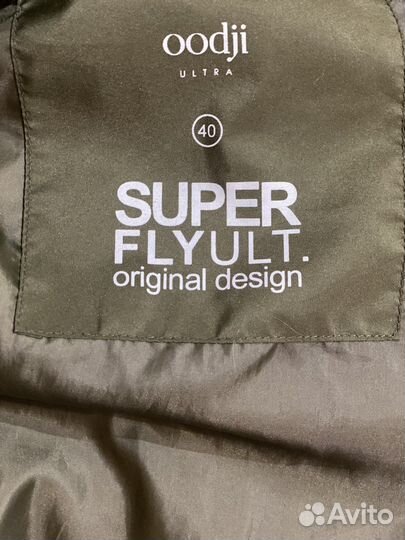 oodji
ULTRA
40
SUPER
FLYULT.
original design
Avito